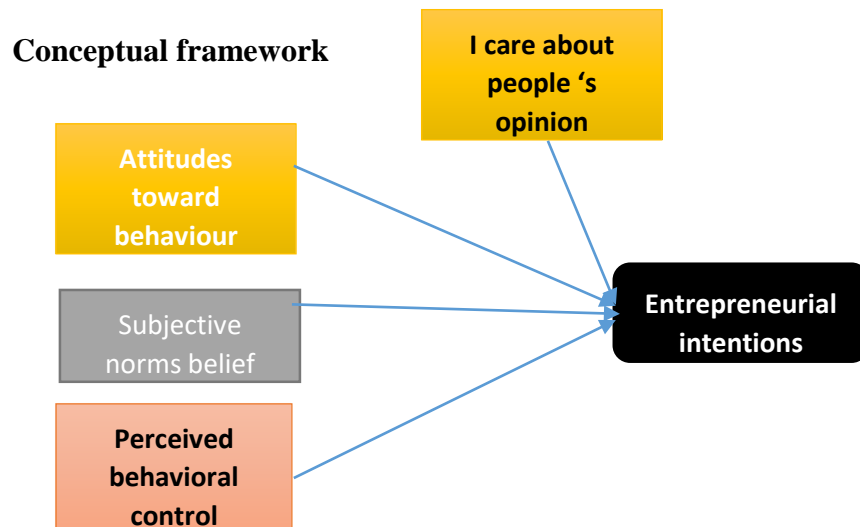 Conceptual framework
I care about
people ‘s
opinion
Attitudes
toward
behaviour
Subjective
norms belief
Entrepreneurial
intentions
Perceived
behavioral
control